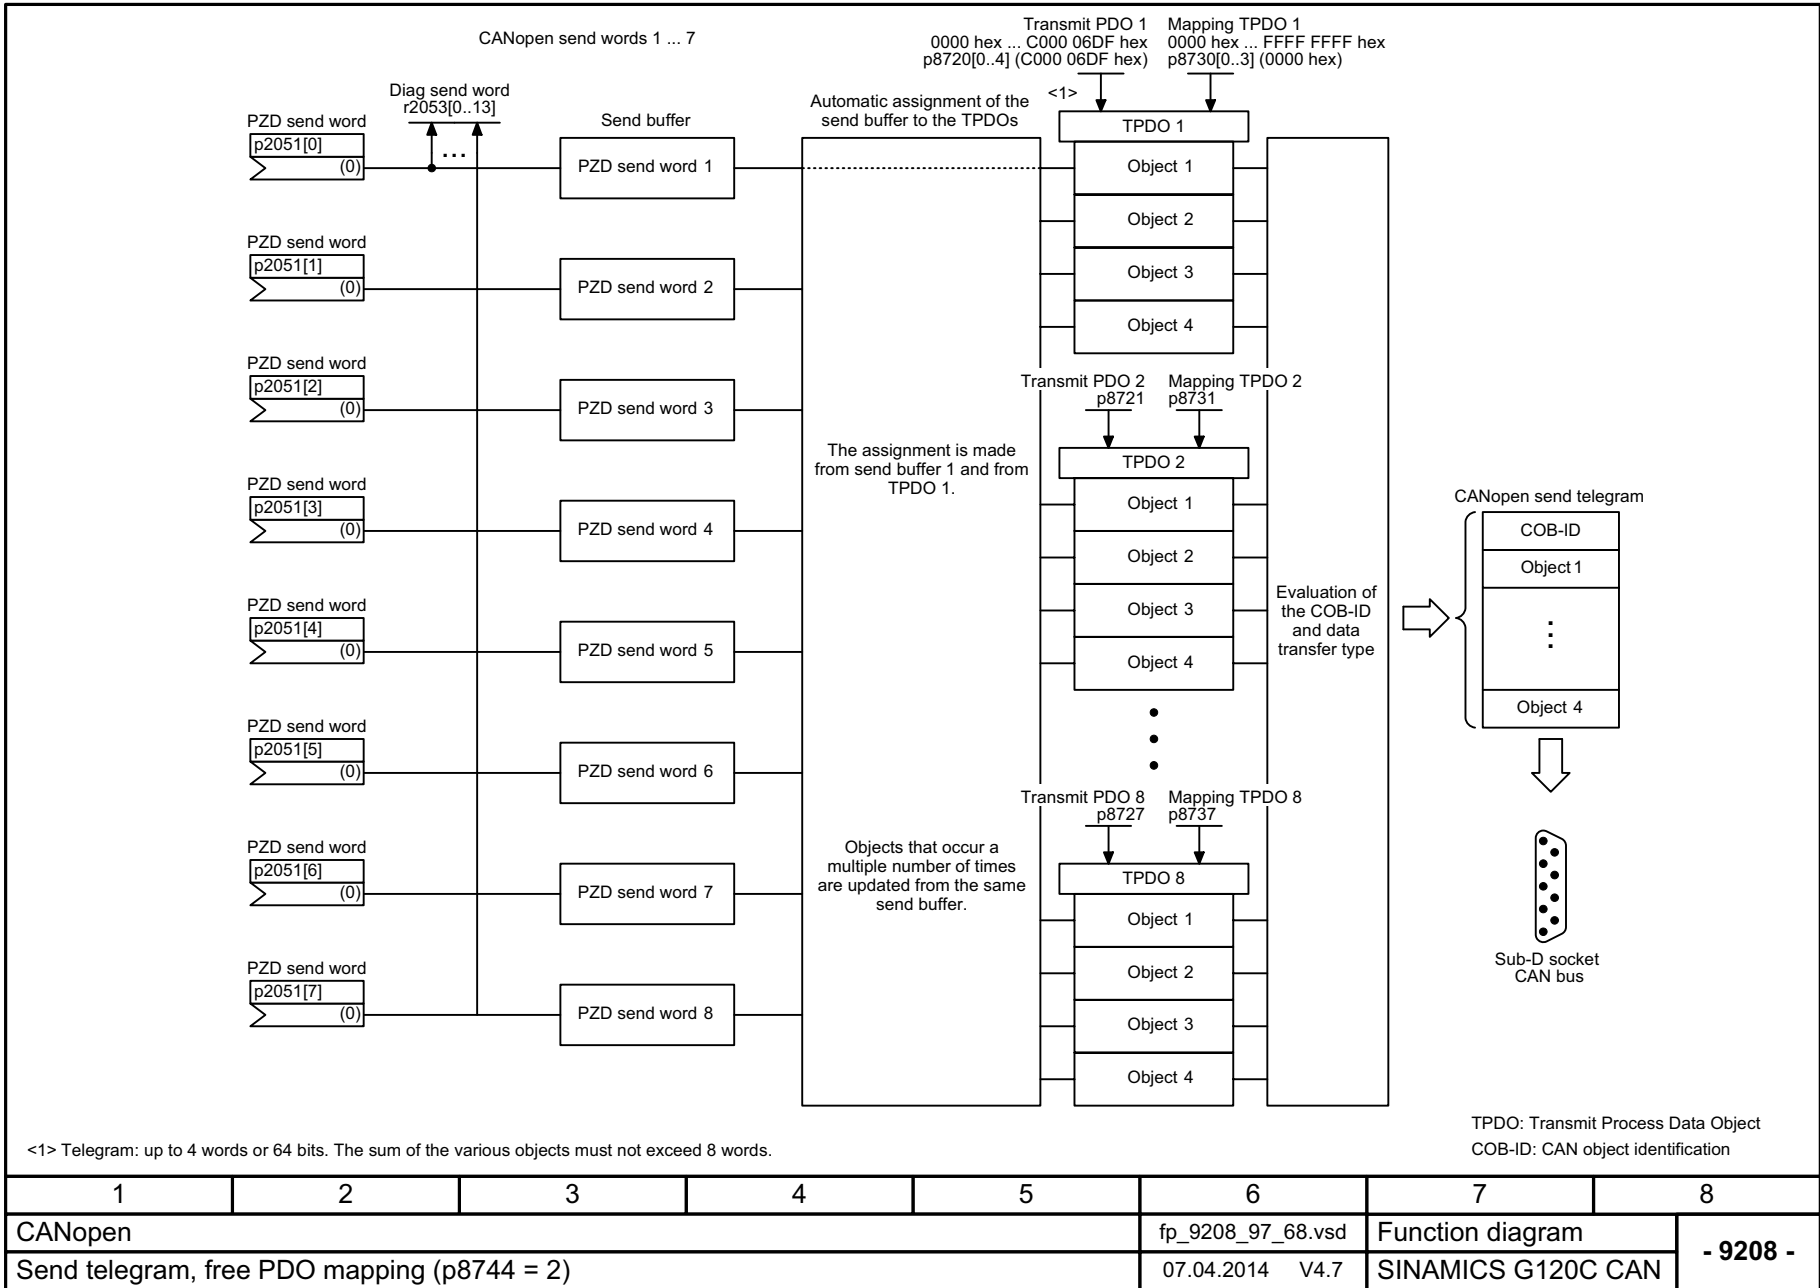 CANopen send words 1 ... 7
Transmit PDO 1
0000 hex ... C000 06DF hex
p8720[0..4] (C000 06DF hex)
Mapping TPDO 1
0000 hex ... FFFF FFFF hex
p8730[0..3] (0000 hex)
<1>
Diag send word
r2053[0..13]
...
Send buffer
Automatic assignment of the
send buffer to the TPDOs
PZD send word
p2051[0]
(0)
PZD send word 1
PZD send word
p2051[1]
(0)
PZD send word 2
PZD send word
p2051[2]
(0)
PZD send word 3
PZD send word
p2051[3]
(0)
PZD send word 4
PZD send word
p2051[4]
(0)
PZD send word 5
PZD send word
p2051[5]
(0)
PZD send word 6
PZD send word
p2051[6]
(0)
PZD send word 7
PZD send word
p2051[7]
(0)
PZD send word 8
The assignment is made
from send buffer 1 and from
TPDO 1.
Objects that occur a
multiple number of times
are updated from the same
send buffer.
TPDO 1
Object 1
Object 2
Object 3
Object 4
Transmit PDO 2
p8721
Mapping TPDO 2
p8731
TPDO 2
Object 1
Object 2
Object 3
Object 4
Transmit PDO 8
p8727
Mapping TPDO 8
p8737
TPDO 8
Object 1
Object 2
Object 3
Object 4
Evaluation of
the COB-ID
and data
transfer type
CANopen send telegram
COB-ID
Object 1
Object 4
Sub-D socket
CAN bus
TPDO: Transmit Process Data Object
COB-ID: CAN object identification
<1> Telegram: up to 4 words or 64 bits. The sum of the various objects must not exceed 8 words.
1 2 3 4 5 6 7 8
CANopen
fp_9208_97_68.vsd
Function diagram
- 9208 -
Send telegram, free PDO mapping (p8744 = 2)
07.04.2014 V4.7
SINAMICS G120C CAN